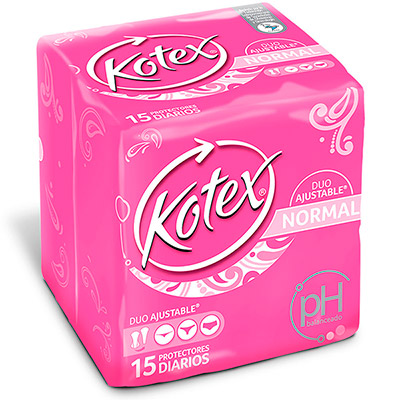 Kotex®
DUO
AJUSTABLE®
NORMAL
15 PROTECTORES
DIARIOS
Kotex®
DUO
AJUSTABLE®
NORMAL
pH
balanceado
DUO AJUSTABLE®
15 PROTECTORES
DIARIOS